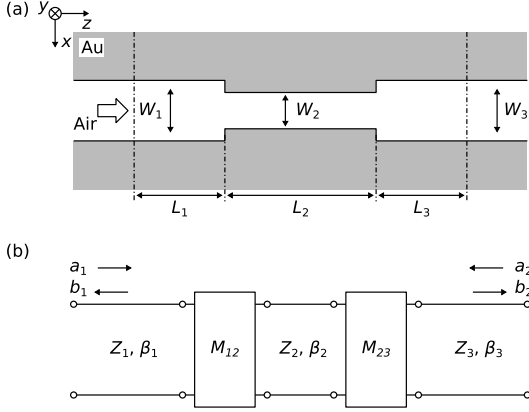 (a)
y
z
x
Au
Air
W1
W2
W3
L1
L2
L3
(b)
a1
b1
a2
b2
Z1, β1
M12
Z2, β2
M23
Z3, β3